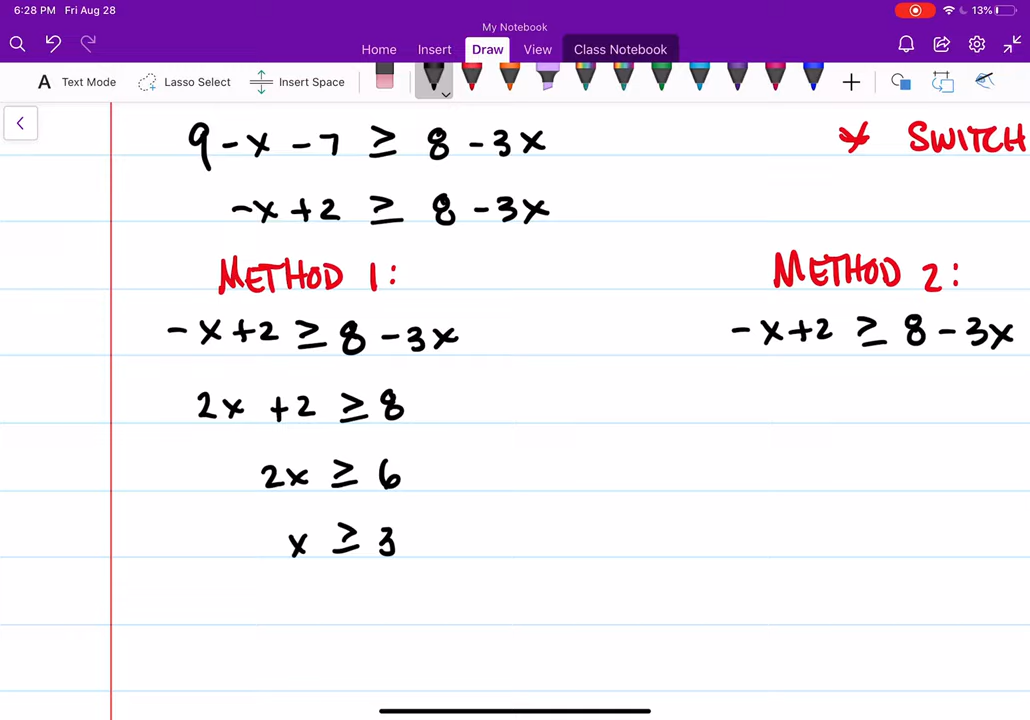 6:28 PM Fri Aug 28
13%
My Notebook
Home Insert Draw View Class Notebook
A Text Mode Lasso Select Insert Space
9 - x - 7 ≥ 8 - 3x
* SWITCH
-x + 2 ≥ 8 - 3x
METHOD 1:
METHOD 2:
-x + 2 ≥ 8 - 3x
-x + 2 ≥ 8 - 3x
2x + 2 ≥ 8
2x ≥ 6
x ≥ 3